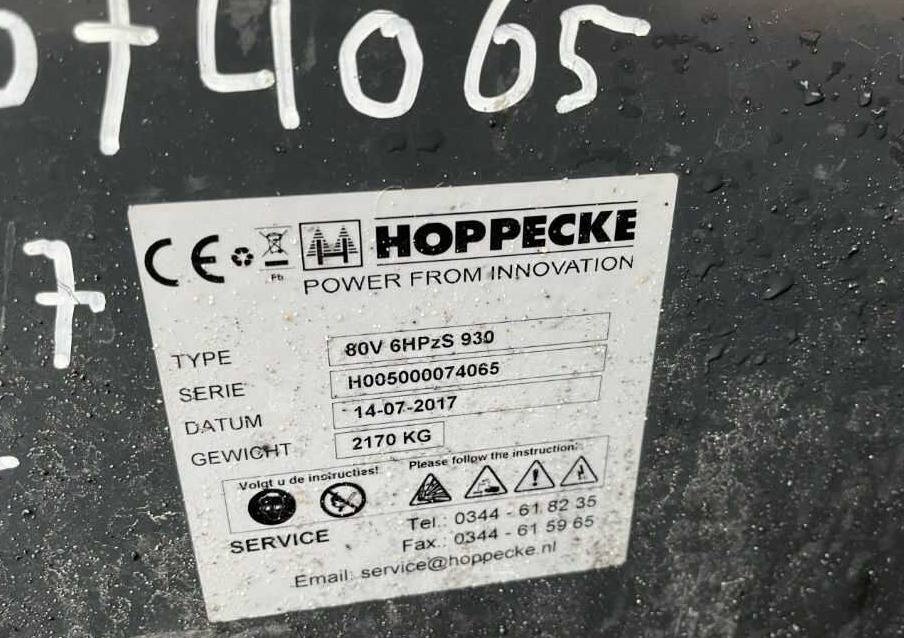 74065
7
CE
Pb
HOPPECKE
POWER FROM INNOVATION
TYPE 80V 6HPzS 930
SERIE H005000074065
DATUM 14-07-2017
GEWICHT 2170 KG
Volgt u de instructies! Please follow the instruction:
SERVICE Tel.: 0344 - 61 82 35
Fax.: 0344 - 61 59 65
Email: service@hoppecke.nl